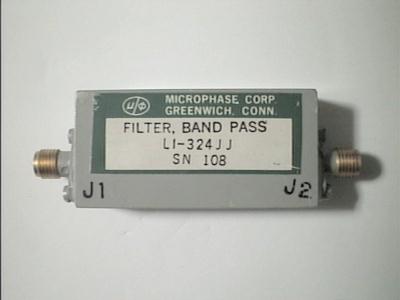 μ/φ MICROPHASE CORP.
GREENWICH, CONN.
FILTER, BAND PASS
LI-324JJ
SN 108
J1
J2